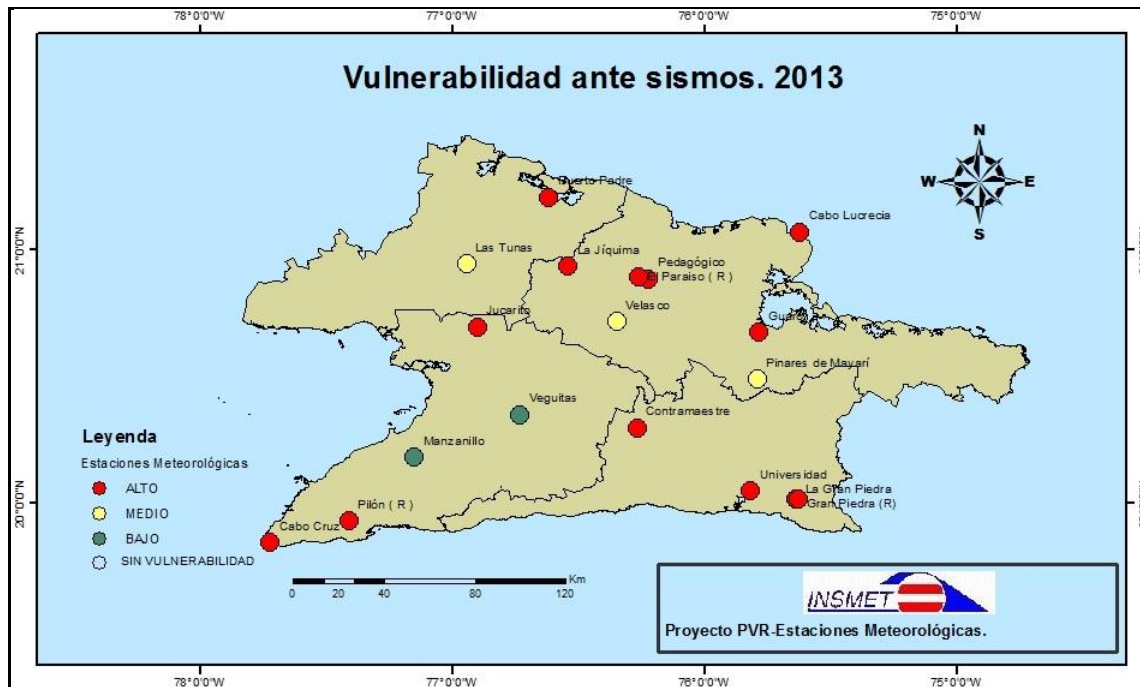 78°0'0"W 77°0'0"W 76°0'0"W 75°0'0"W
Vulnerabilidad ante sismos. 2013
N
W E
S
Puerto Padre
Cabo Lucrecia
21°0'0"N
Las Tunas
La Jíquima
Pedagógico
El Paraiso ( R )
Velasco
Jucarito
Pinares de Mayarí
Veguitas
Contramaestre
Manzanillo
Universidad
La Gran Piedra
Gran Piedra (R)
20°0'0"N
Pilón ( R )
Cabo Cruz
Leyenda
Estaciones Meteorológicas
ALTO
MEDIO
BAJO
SIN VULNERABILIDAD
Km
0 20 40 80 120
INSMET
Proyecto PVR-Estaciones Meteorológicas.
78°0'0"W 77°0'0"W 76°0'0"W 75°0'0"W